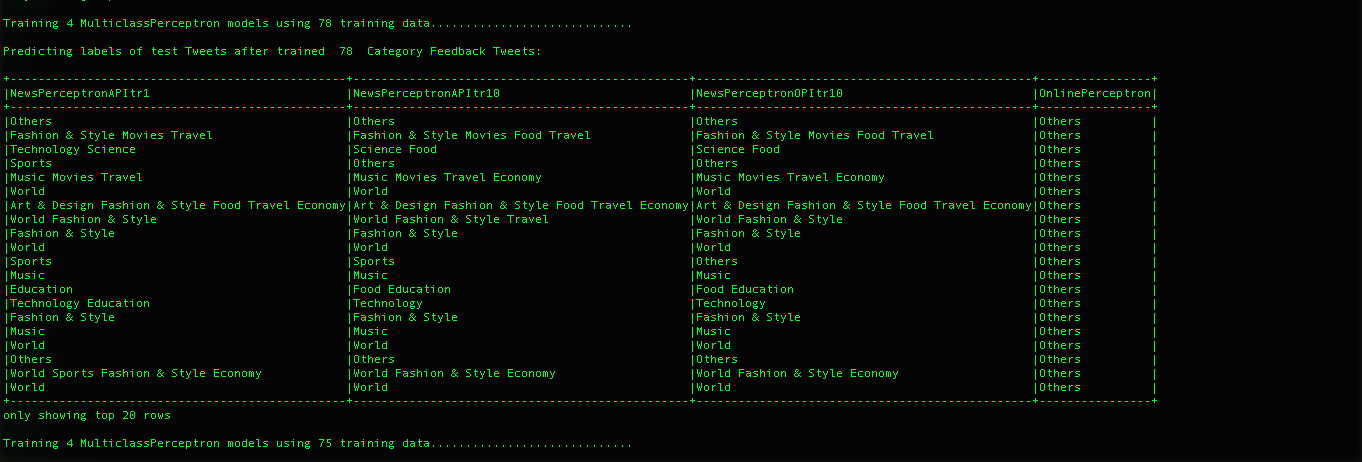 Training 4 MulticlassPerceptron models using 78 training data.............................
Predicting labels of test Tweets after trained  78  Category Feedback Tweets:
+------------------------------------------------+------------------------------------------------+------------------------------------------------+----------------+
|NewsPerceptronAPItr1                            |NewsPerceptronAPItr10                           |NewsPerceptronOPItr10                           |OnlinePerceptron|
+------------------------------------------------+------------------------------------------------+------------------------------------------------+----------------+
|Others                                          |Others                                          |Others                                          |Others          |
|Fashion & Style Movies Travel                   |Fashion & Style Movies Food Travel              |Fashion & Style Movies Food Travel              |Others          |
|Technology Science                              |Science Food                                    |Science Food                                    |Others          |
|Sports                                          |Others                                          |Others                                          |Others          |
|Music Movies Travel                             |Music Movies Travel Economy                     |Music Movies Travel Economy                     |Others          |
|World                                           |World                                           |World                                           |Others          |
|Art & Design Fashion & Style Food Travel Economy|Art & Design Fashion & Style Food Travel Economy|Art & Design Fashion & Style Food Travel Economy|Others          |
|World Fashion & Style                           |World Fashion & Style Travel                    |World Fashion & Style                           |Others          |
|Fashion & Style                                 |Fashion & Style                                 |Fashion & Style                                 |Others          |
|World                                           |World                                           |World                                           |Others          |
|Sports                                          |Sports                                          |Others                                          |Others          |
|Music                                           |Music                                           |Music                                           |Others          |
|Education                                       |Food Education                                  |Food Education                                  |Others          |
|Technology Education                            |Technology                                      |Technology                                      |Others          |
|Fashion & Style                                 |Fashion & Style                                 |Fashion & Style                                 |Others          |
|Music                                           |Music                                           |Music                                           |Others          |
|World                                           |World                                           |World                                           |Others          |
|Others                                          |Others                                          |Others                                          |Others          |
|World Sports Fashion & Style Economy            |World Fashion & Style Economy                   |World Fashion & Style Economy                   |Others          |
|World                                           |World                                           |World                                           |Others          |
+------------------------------------------------+------------------------------------------------+------------------------------------------------+----------------+
only showing top 20 rows
Training 4 MulticlassPerceptron models using 75 training data.............................